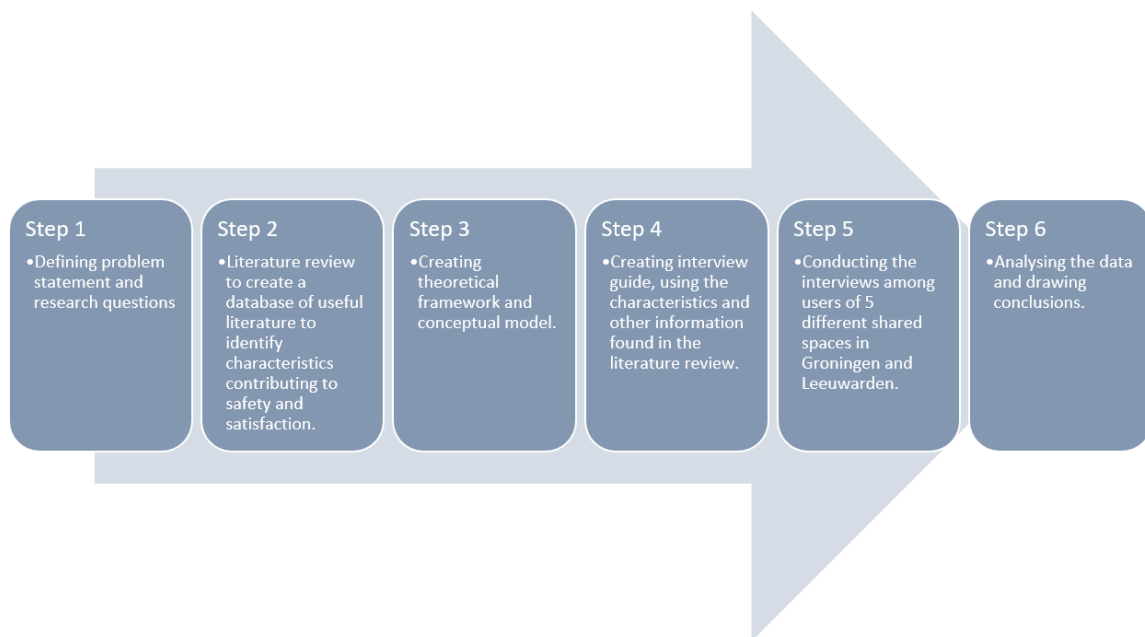 Step 1
•Defining problem
statement and
research questions
Step 2
•Literature review
to create a
database of useful
literature to
identify
characteristics
contributing to
safety and
satisfaction.
Step 3
•Creating
theoretical
framework and
conceptual model.
Step 4
•Creating interview
guide, using the
characteristics and
other information
found in the
literature review.
Step 5
•Conducting the
interviews among
users of 5
different shared
spaces in
Groningen and
Leeuwarden.
Step 6
•Analysing the data
and drawing
conclusions.